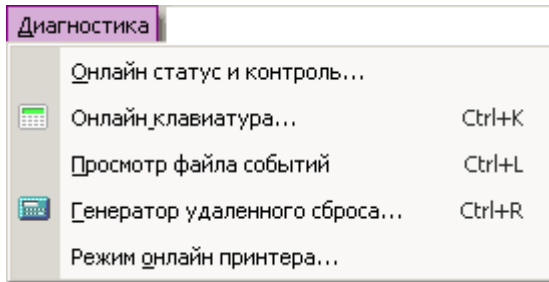 Диагностика
Онлайн статус и контроль...
Онлайн клавиатура... Ctrl+K
Просмотр файла событий Ctrl+L
Генератор удаленного сброса... Ctrl+R
Режим онлайн принтера...